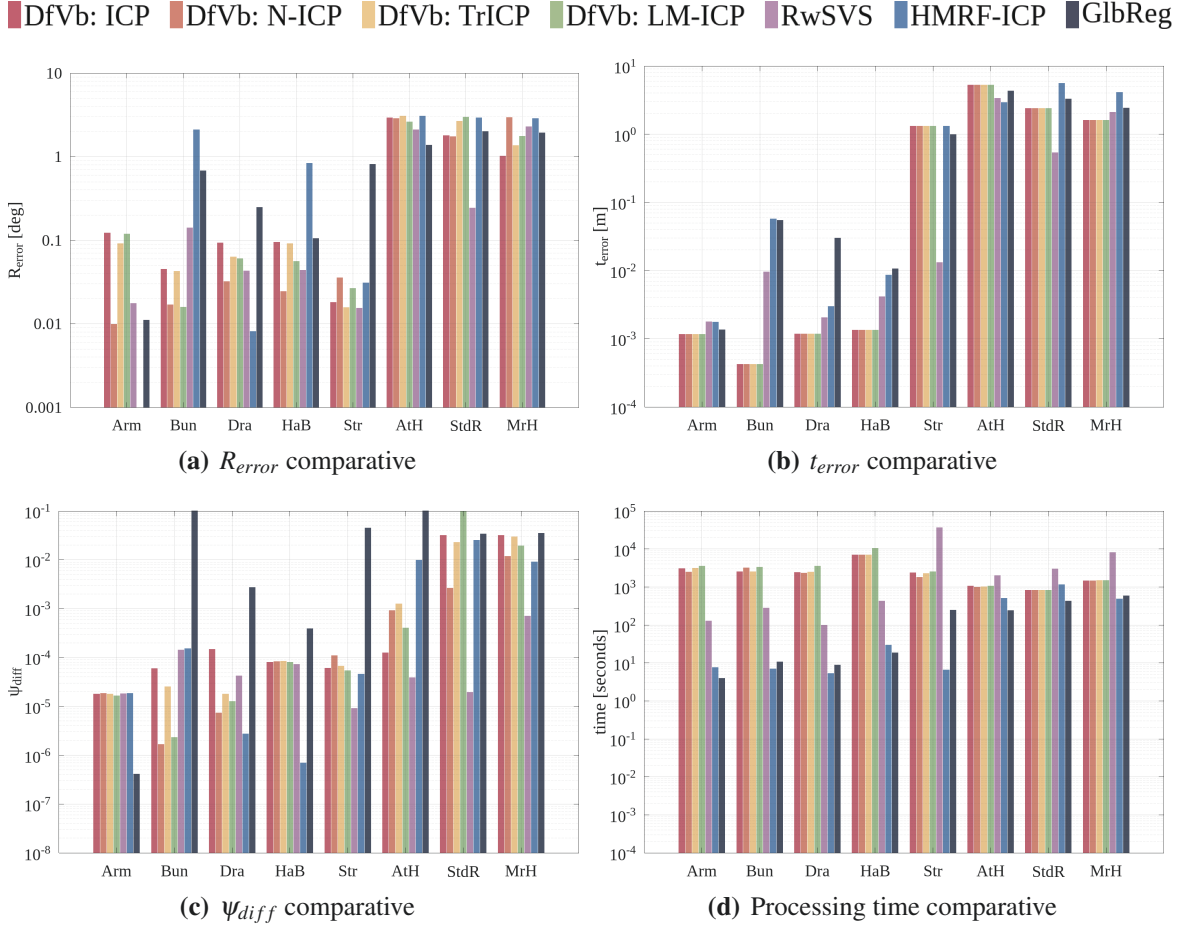 DfVb: ICP DfVb: N-ICP DfVb: TrICP DfVb: LM-ICP RwSVS HMRF-ICP GlbReg
10
1
0.1
0.01
0.001
R_error [deg]
Arm Bun Dra HaB Str AtH StdR MrH
(a) R_error comparative
10^1
10^0
10^-1
10^-2
10^-3
10^-4
t_error [m]
Arm Bun Dra HaB Str AtH StdR MrH
(b) t_error comparative
10^-1
10^-2
10^-3
10^-4
10^-5
10^-6
10^-7
10^-8
ψ_diff
Arm Bun Dra HaB Str AtH StdR MrH
(c) ψ_diff comparative
10^5
10^4
10^3
10^2
10^1
10^0
10^-1
10^-2
10^-3
10^-4
time [seconds]
Arm Bun Dra HaB Str AtH StdR MrH
(d) Processing time comparative